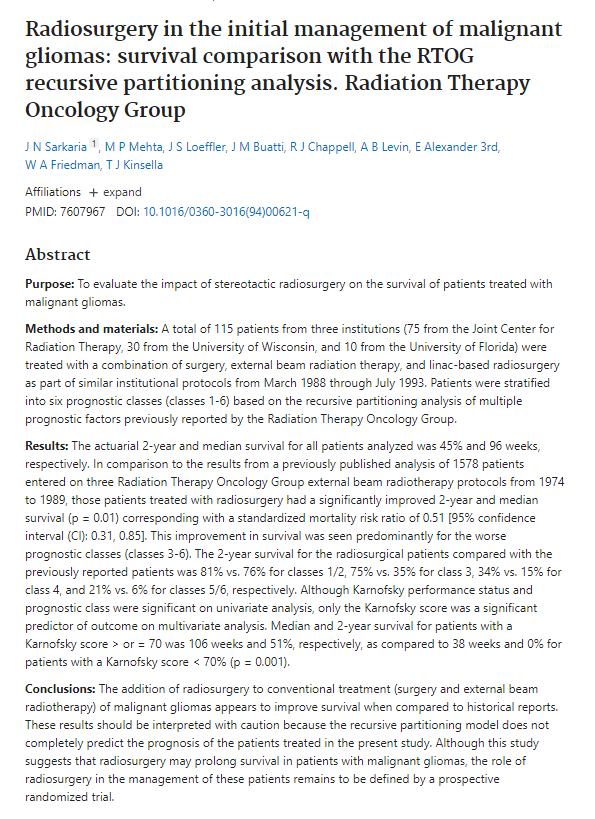 Radiosurgery in the initial management of malignant
gliomas: survival comparison with the RTOG
recursive partitioning analysis. Radiation Therapy
Oncology Group
J N Sarkaria 1, M P Mehta, J S Loeffler, J M Buatti, R J Chappell, A B Levin, E Alexander 3rd,
W A Friedman, T J Kinsella
Affiliations + expand
PMID: 7607967 DOI: 10.1016/0360-3016(94)00621-q
Abstract
Purpose: To evaluate the impact of stereotactic radiosurgery on the survival of patients treated with
malignant gliomas.
Methods and materials: A total of 115 patients from three institutions (75 from the Joint Center for
Radiation Therapy, 30 from the University of Wisconsin, and 10 from the University of Florida) were
treated with a combination of surgery, external beam radiation therapy, and linac-based radiosurgery
as part of similar institutional protocols from March 1988 through July 1993. Patients were stratified
into six prognostic classes (classes 1-6) based on the recursive partitioning analysis of multiple
prognostic factors previously reported by the Radiation Therapy Oncology Group.
Results: The actuarial 2-year and median survival for all patients analyzed was 45% and 96 weeks,
respectively. In comparison to the results from a previously published analysis of 1578 patients
entered on three Radiation Therapy Oncology Group external beam radiotherapy protocols from 1974
to 1989, those patients treated with radiosurgery had a significantly improved 2-year and median
survival (p = 0.01) corresponding with a standardized mortality risk ratio of 0.51 [95% confidence
interval (CI): 0.31, 0.85]. This improvement in survival was seen predominantly for the worse
prognostic classes (classes 3-6). The 2-year survival for the radiosurgical patients compared with the
previously reported patients was 81% vs. 76% for classes 1/2, 75% vs. 35% for class 3, 34% vs. 15% for
class 4, and 21% vs. 6% for classes 5/6, respectively. Although Karnofsky performance status and
prognostic class were significant on univariate analysis, only the Karnofsky score was a significant
predictor of outcome on multivariate analysis. Median and 2-year survival for patients with a
Karnofsky score > or = 70 was 106 weeks and 51%, respectively, as compared to 38 weeks and 0% for
patients with a Karnofsky score < 70% (p = 0.001).
Conclusions: The addition of radiosurgery to conventional treatment (surgery and external beam
radiotherapy) of malignant gliomas appears to improve survival when compared to historical reports.
These results should be interpreted with caution because the recursive partitioning model does not
completely predict the prognosis of the patients treated in the present study. Although this study
suggests that radiosurgery may prolong survival in patients with malignant gliomas, the role of
radiosurgery in the management of these patients remains to be defined by a prospective
randomized trial.